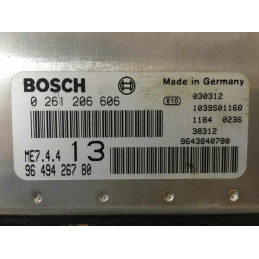 BOSCH
Made in Germany
0 261 206 606
E10
030312
1039S01168
1184 0236
38312
9643840780
ME7.4.4 13
96 494 267 80